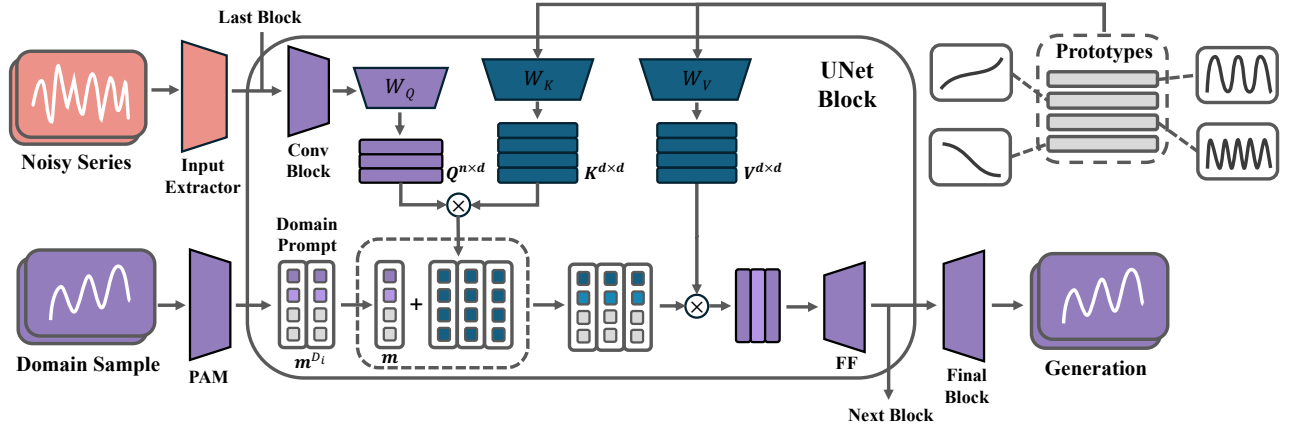 Last Block
Prototypes
UNet
Block
W_Q
W_K
W_V
Noisy Series
Input
Extractor
Conv
Block
Q^{n×d}
K^{d×d}
V^{d×d}
Domain
Prompt
+
Domain Sample
PAM
m^{D_i}
m
FF
Final
Block
Generation
Next Block